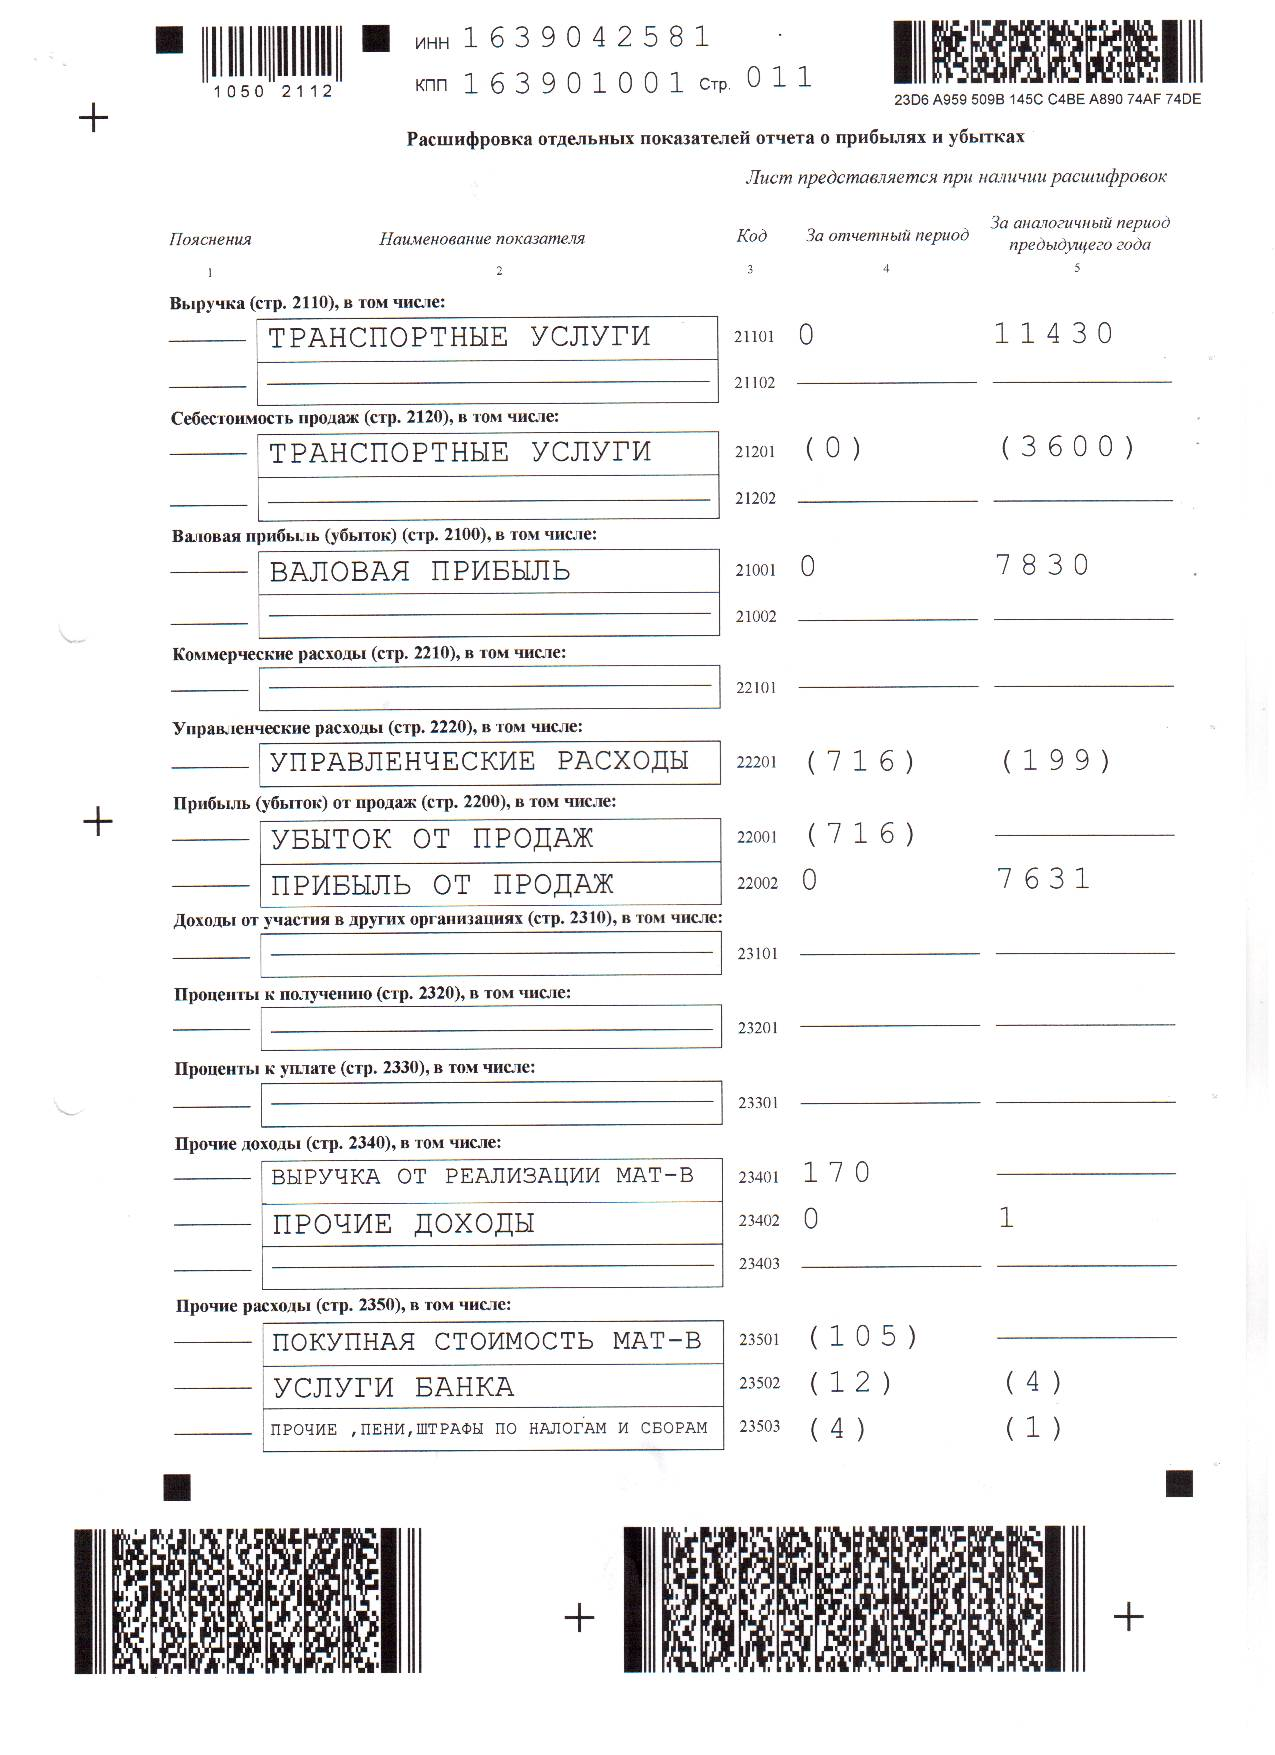 ИНН 1639042581
1050 2112
КПП 163901001 Стр. 011
23D6 A959 509B 145C C4BE A890 74AF 74DE
Расшифровка отдельных показателей отчета о прибылях и убытках
Лист представляется при наличии расшифровок
Пояснения Наименование показателя Код За отчетный период За аналогичный период предыдущего года
1 2 3 4 5
Выручка (стр. 2110), в том числе:
ТРАНСПОРТНЫЕ УСЛУГИ 21101 0 11430
21102
Себестоимость продаж (стр. 2120), в том числе:
ТРАНСПОРТНЫЕ УСЛУГИ 21201 (0) (3600)
21202
Валовая прибыль (убыток) (стр. 2100), в том числе:
ВАЛОВАЯ ПРИБЫЛЬ 21001 0 7830
21002
Коммерческие расходы (стр. 2210), в том числе:
22101
Управленческие расходы (стр. 2220), в том числе:
УПРАВЛЕНЧЕСКИЕ РАСХОДЫ 22201 (716) (199)
Прибыль (убыток) от продаж (стр. 2200), в том числе:
УБЫТОК ОТ ПРОДАЖ 22001 (716)
ПРИБЫЛЬ ОТ ПРОДАЖ 22002 0 7631
Доходы от участия в других организациях (стр. 2310), в том числе:
23101
Проценты к получению (стр. 2320), в том числе:
23201
Проценты к уплате (стр. 2330), в том числе:
23301
Прочие доходы (стр. 2340), в том числе:
ВЫРУЧКА ОТ РЕАЛИЗАЦИИ МАТ-В 23401 170
ПРОЧИЕ ДОХОДЫ 23402 0 1
23403
Прочие расходы (стр. 2350), в том числе:
ПОКУПНАЯ СТОИМОСТЬ МАТ-В 23501 (105)
УСЛУГИ БАНКА 23502 (12) (4)
ПРОЧИЕ ,ПЕНИ,ШТРАФЫ ПО НАЛОГАМ И СБОРАМ 23503 (4) (1)